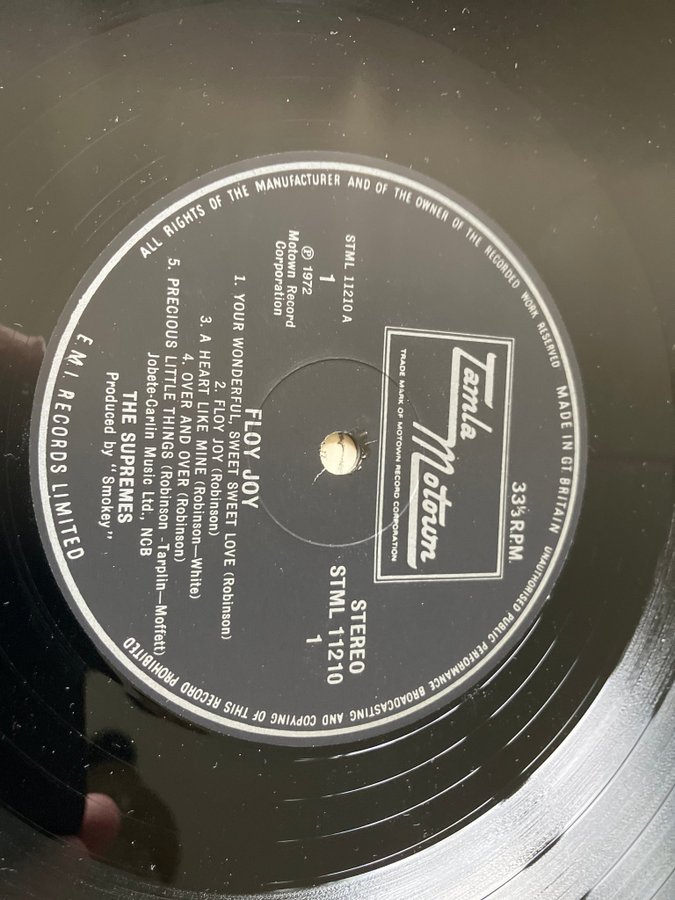 ALL RIGHTS OF THE MANUFACTURER AND OF THE OWNER OF THE RECORDED WORK RESERVED
MADE IN GT. BRITAIN
UNAUTHORISED PUBLIC PERFORMANCE BROADCASTING AND COPYING OF THIS RECORD PROHIBITED
33⅓ R.P.M.
Tamla Motown
TRADE MARK OF MOTOWN RECORD CORPORATION
STML 11210 A
1
℗ 1972
Motown Record
Corporation
STEREO
STML 11210
1
FLOY JOY
1. YOUR WONDERFUL, SWEET SWEET LOVE (Robinson)
2. FLOY JOY (Robinson)
3. A HEART LIKE MINE (Robinson—White)
4. OVER AND OVER (Robinson)
5. PRECIOUS LITTLE THINGS (Robinson -Tarplin—Moffett)
Jobete-Carlin Music Ltd., NCB
THE SUPREMES
Produced by "Smokey"
E M I RECORDS LIMITED